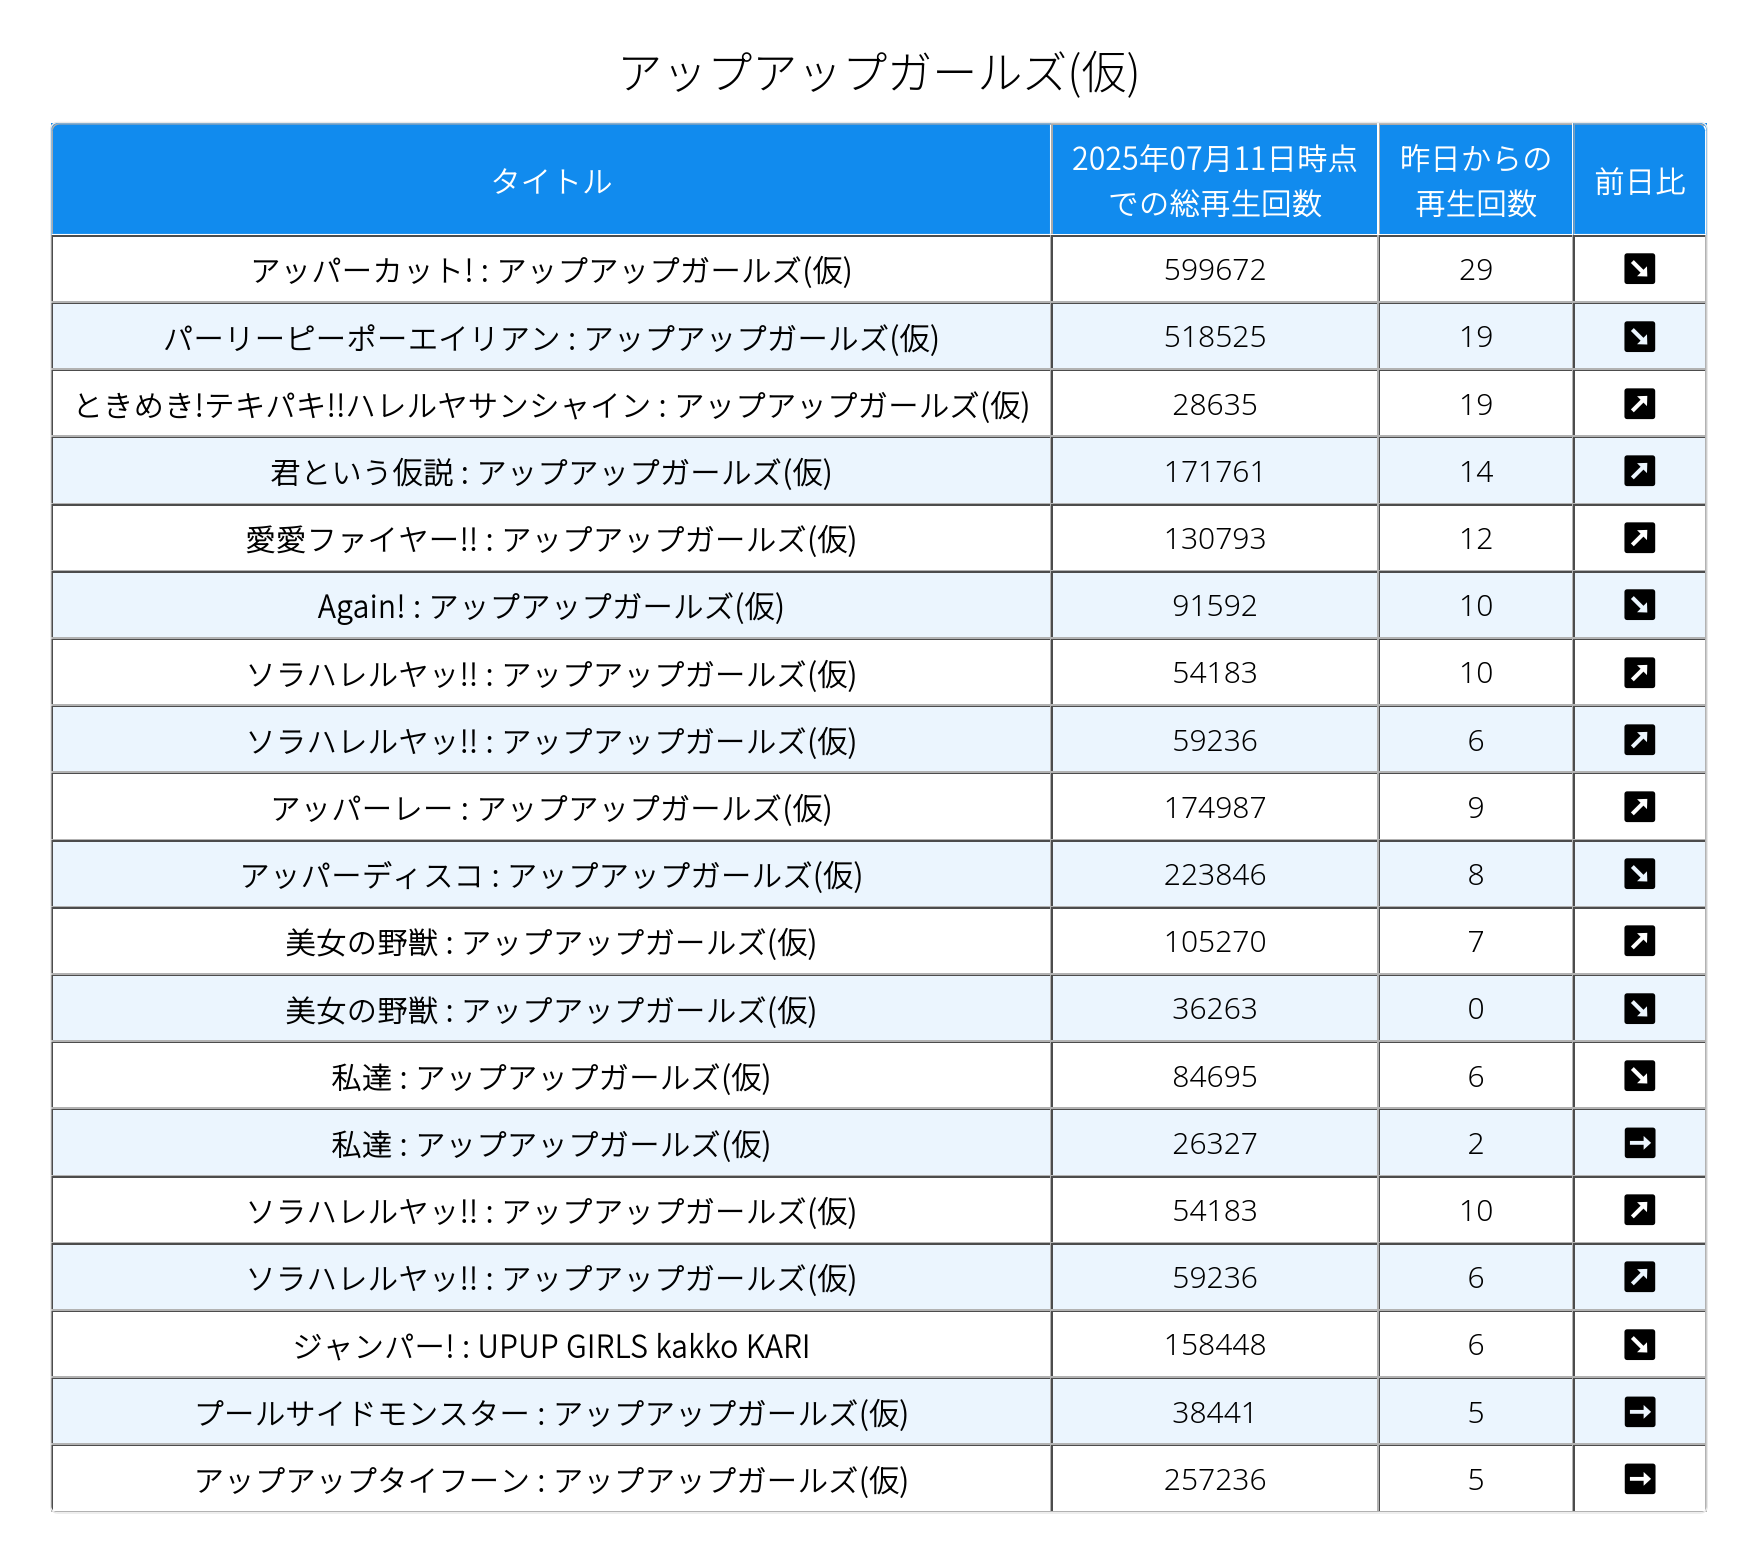 アップアップガールズ(仮)
タイトル 2025年07月11日時点での総再生回数 昨日からの再生回数 前日比
アッパーカット! : アップアップガールズ(仮) 599672 29 ↘
パーリーピーポーエイリアン : アップアップガールズ(仮) 518525 19 ↘
ときめき!テキパキ!!ハレルヤサンシャイン : アップアップガールズ(仮) 28635 19 ↗
君という仮説 : アップアップガールズ(仮) 171761 14 ↗
愛愛ファイヤー!! : アップアップガールズ(仮) 130793 12 ↗
Again! : アップアップガールズ(仮) 91592 10 ↘
ソラハレルヤッ!! : アップアップガールズ(仮) 54183 10 ↗
ソラハレルヤッ!! : アップアップガールズ(仮) 59236 6 ↗
アッパーレー : アップアップガールズ(仮) 174987 9 ↗
アッパーディスコ : アップアップガールズ(仮) 223846 8 ↘
美女の野獣 : アップアップガールズ(仮) 105270 7 ↗
美女の野獣 : アップアップガールズ(仮) 36263 0 ↘
私達 : アップアップガールズ(仮) 84695 6 ↘
私達 : アップアップガールズ(仮) 26327 2 →
ソラハレルヤッ!! : アップアップガールズ(仮) 54183 10 ↗
ソラハレルヤッ!! : アップアップガールズ(仮) 59236 6 ↗
ジャンパー! : UPUP GIRLS kakko KARI 158448 6 ↘
プールサイドモンスター : アップアップガールズ(仮) 38441 5 →
アップアップタイフーン : アップアップガールズ(仮) 257236 5 →